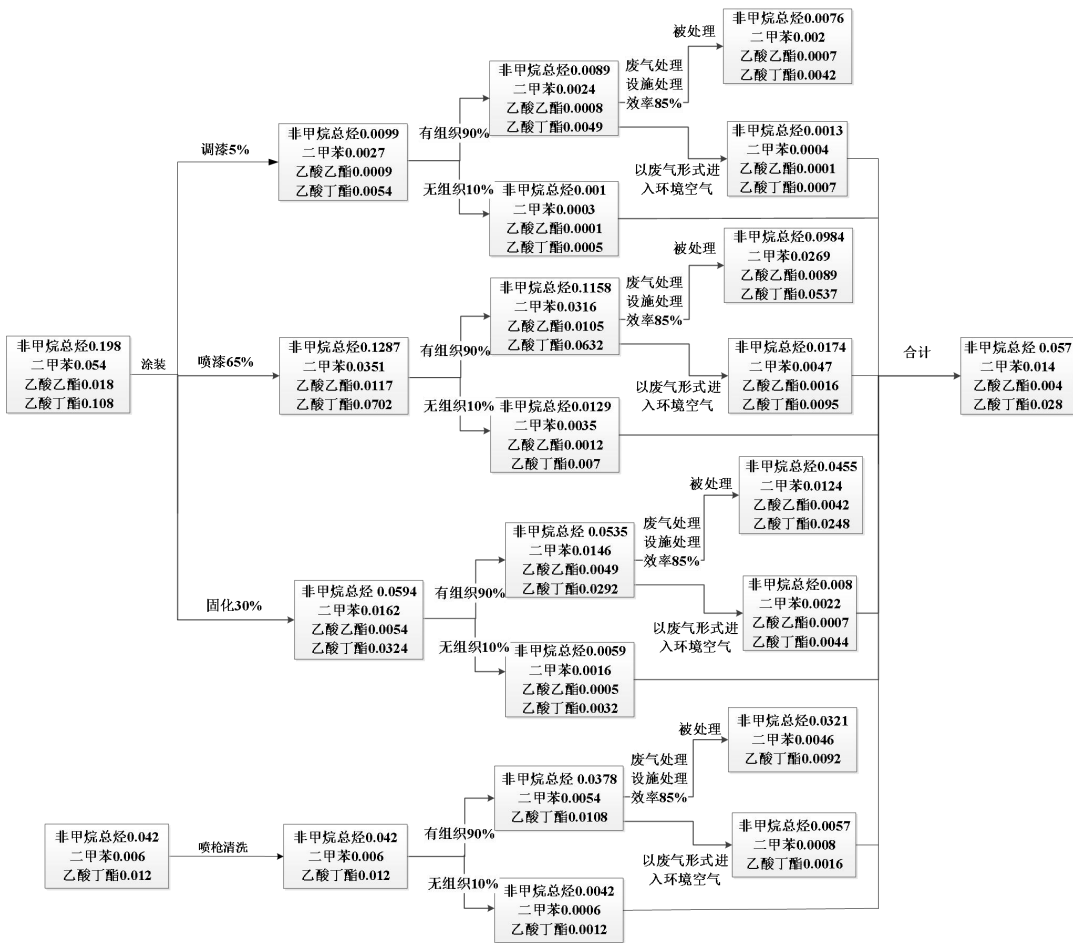 非甲烷总烃0.198
二甲苯0.054
乙酸乙酯0.018
乙酸丁酯0.108
涂装
调漆5%
非甲烷总烃0.0099
二甲苯0.0027
乙酸乙酯0.0009
乙酸丁酯0.0054
有组织90%
非甲烷总烃0.0089
二甲苯0.0024
乙酸乙酯0.0008
乙酸丁酯0.0049
废气处理
设施处理
效率85%
被处理
非甲烷总烃0.0076
二甲苯0.002
乙酸乙酯0.0007
乙酸丁酯0.0042
以废气形式进
入环境空气
非甲烷总烃0.0013
二甲苯0.0004
乙酸乙酯0.0001
乙酸丁酯0.0007
无组织10%
非甲烷总烃0.001
二甲苯0.0003
乙酸乙酯0.0001
乙酸丁酯0.0005
喷漆65%
非甲烷总烃0.1287
二甲苯0.0351
乙酸乙酯0.0117
乙酸丁酯0.0702
有组织90%
非甲烷总烃0.1158
二甲苯0.0316
乙酸乙酯0.0105
乙酸丁酯0.0632
废气处理
设施处理
效率85%
被处理
非甲烷总烃0.0984
二甲苯0.0269
乙酸乙酯0.0089
乙酸丁酯0.0537
以废气形式进
入环境空气
非甲烷总烃0.0174
二甲苯0.0047
乙酸乙酯0.0016
乙酸丁酯0.0095
无组织10%
非甲烷总烃0.0129
二甲苯0.0035
乙酸乙酯0.0012
乙酸丁酯0.007
固化30%
非甲烷总烃 0.0594
二甲苯0.0162
乙酸乙酯0.0054
乙酸丁酯0.0324
有组织90%
非甲烷总烃 0.0535
二甲苯0.0146
乙酸乙酯0.0049
乙酸丁酯0.0292
废气处理
设施处理
效率85%
被处理
非甲烷总烃0.0455
二甲苯0.0124
乙酸乙酯0.0042
乙酸丁酯0.0248
以废气形式进
入环境空气
非甲烷总烃0.008
二甲苯0.0022
乙酸乙酯0.0007
乙酸丁酯0.0044
无组织10%
非甲烷总烃0.0059
二甲苯0.0016
乙酸乙酯0.0005
乙酸丁酯0.0032
非甲烷总烃0.042
二甲苯0.006
乙酸丁酯0.012
喷枪清洗
非甲烷总烃0.042
二甲苯0.006
乙酸丁酯0.012
有组织90%
非甲烷总烃 0.0378
二甲苯0.0054
乙酸丁酯0.0108
废气处理
设施处理
效率85%
被处理
非甲烷总烃0.0321
二甲苯0.0046
乙酸丁酯0.0092
以废气形式进
入环境空气
非甲烷总烃0.0057
二甲苯0.0008
乙酸丁酯0.0016
无组织10%
非甲烷总烃0.0042
二甲苯0.0006
乙酸丁酯0.0012
合计
非甲烷总烃 0.057
二甲苯0.014
乙酸乙酯0.004
乙酸丁酯0.028